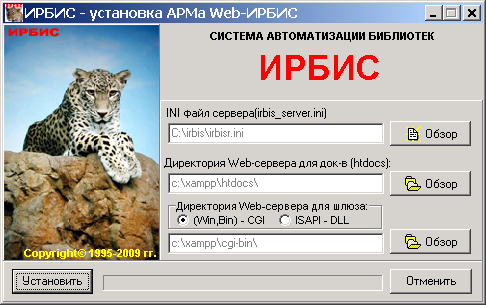 ИРБИС - установка АРМа Web-ИРБИС
ИРБИС
СИСТЕМА АВТОМАТИЗАЦИИ БИБЛИОТЕК
ИРБИС
INI файл сервера(irbis_server.ini)
C:\irbis\irbisr.ini
Обзор
Директория Web-сервера для док-в (htdocs):
c:\xampp\htdocs\
Обзор
Директория Web-сервера для шлюза:
(Win,Bin) - CGI ISAPI - DLL
c:\xampp\cgi-bin\
Обзор
Copyright© 1995-2009 гг.
Установить
Отменить